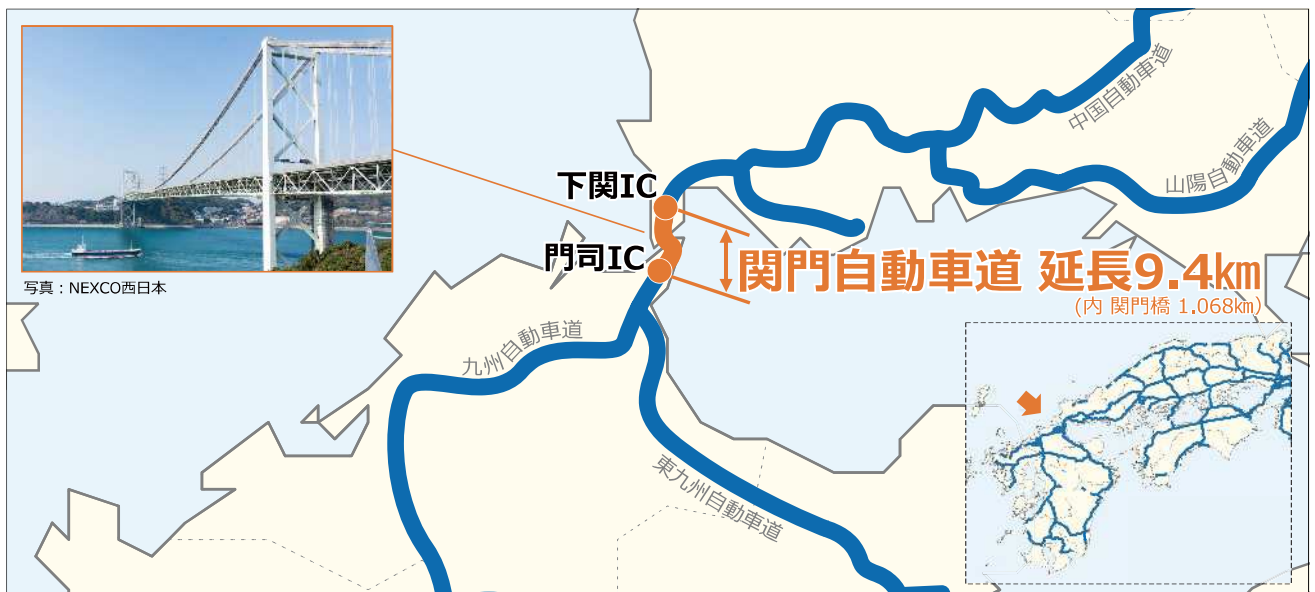 写真：NEXCO西日本
中国自動車道
山陽自動車道
下関IC
門司IC
関門自動車道 延長9.4km
(内 関門橋 1.068km)
九州自動車道
東九州自動車道